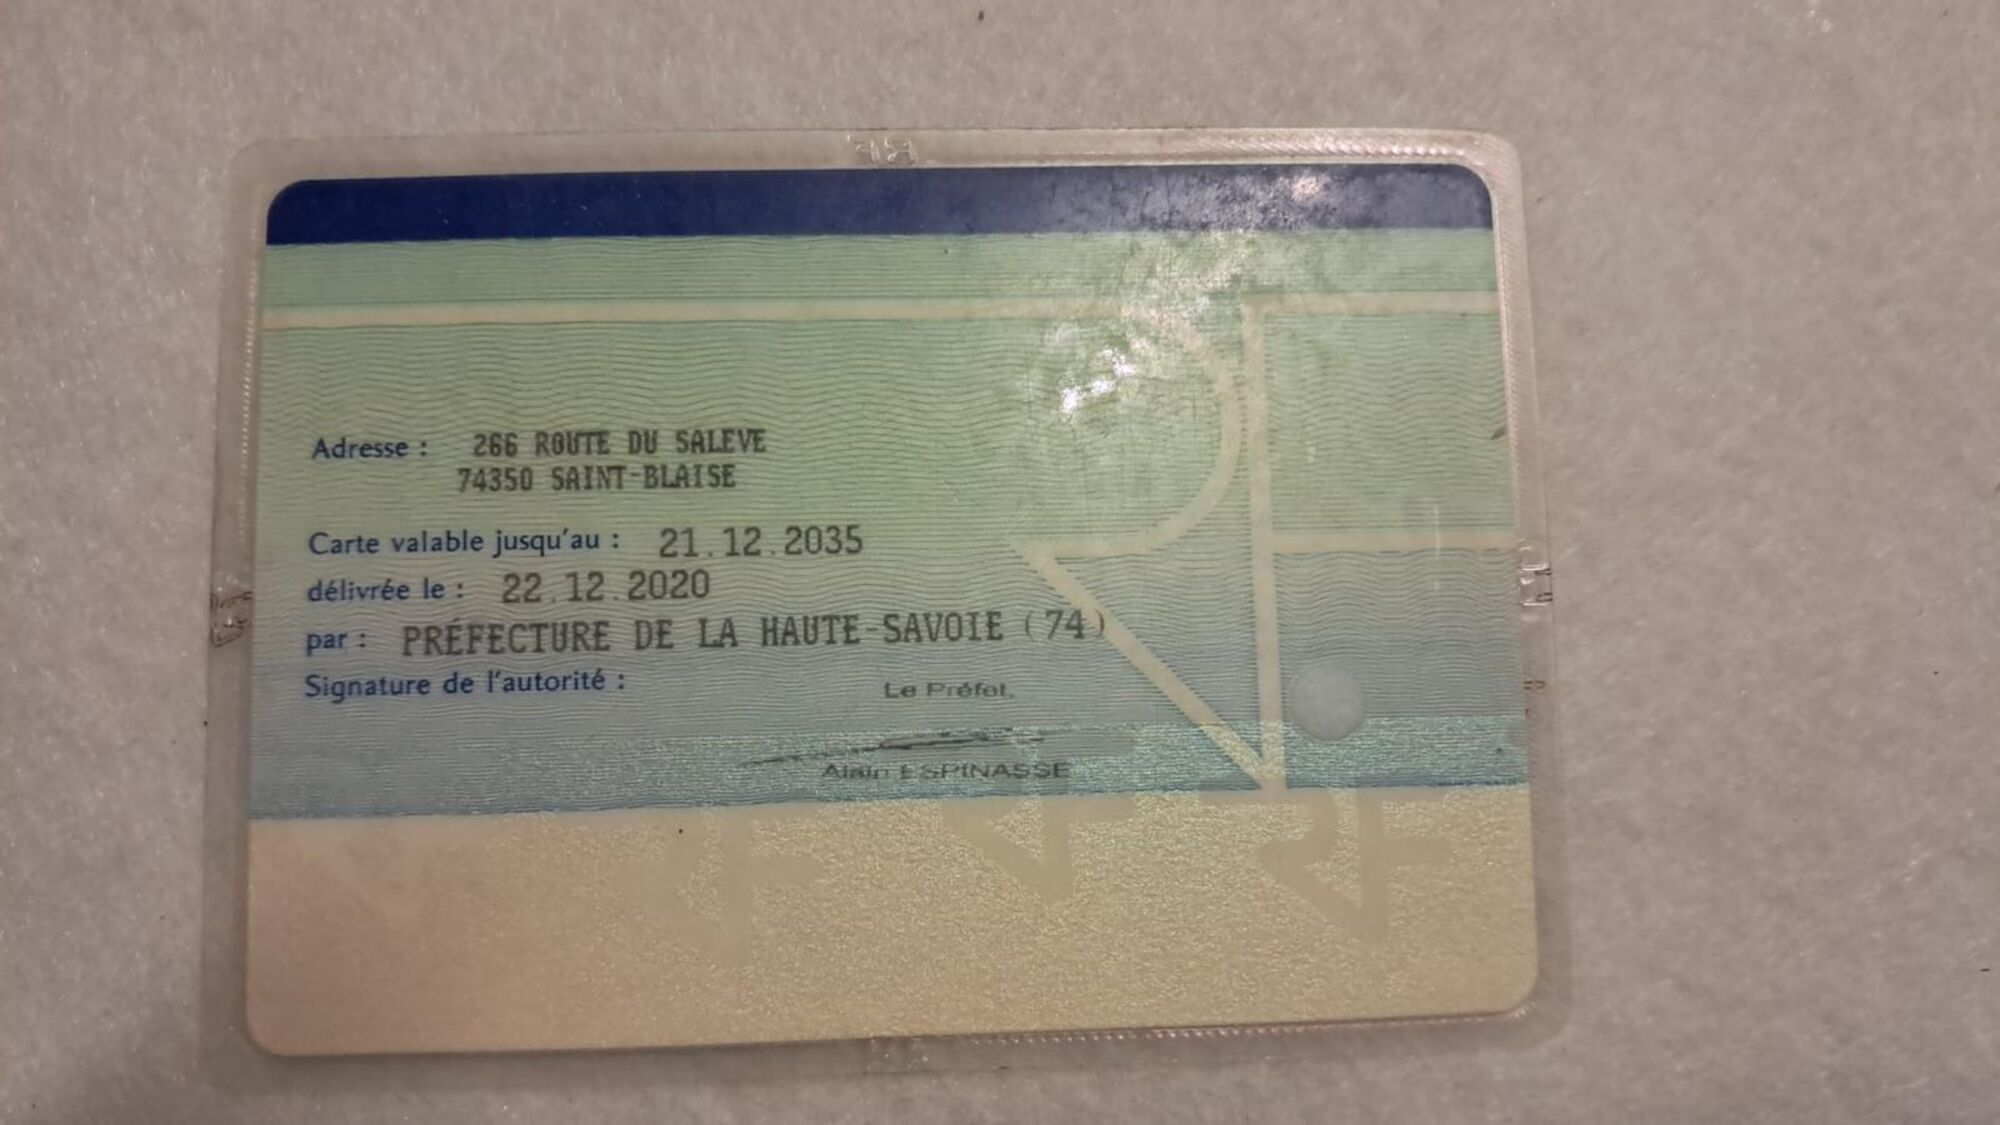 RF
Adresse : 266 ROUTE DU SALEVE
74350 SAINT-BLAISE
Carte valable jusqu'au : 21.12.2035
délivrée le : 22.12.2020
par : PRÉFECTURE DE LA HAUTE-SAVOIE (74)
Signature de l'autorité :
Le Préfet,
Alain ESPINASSE